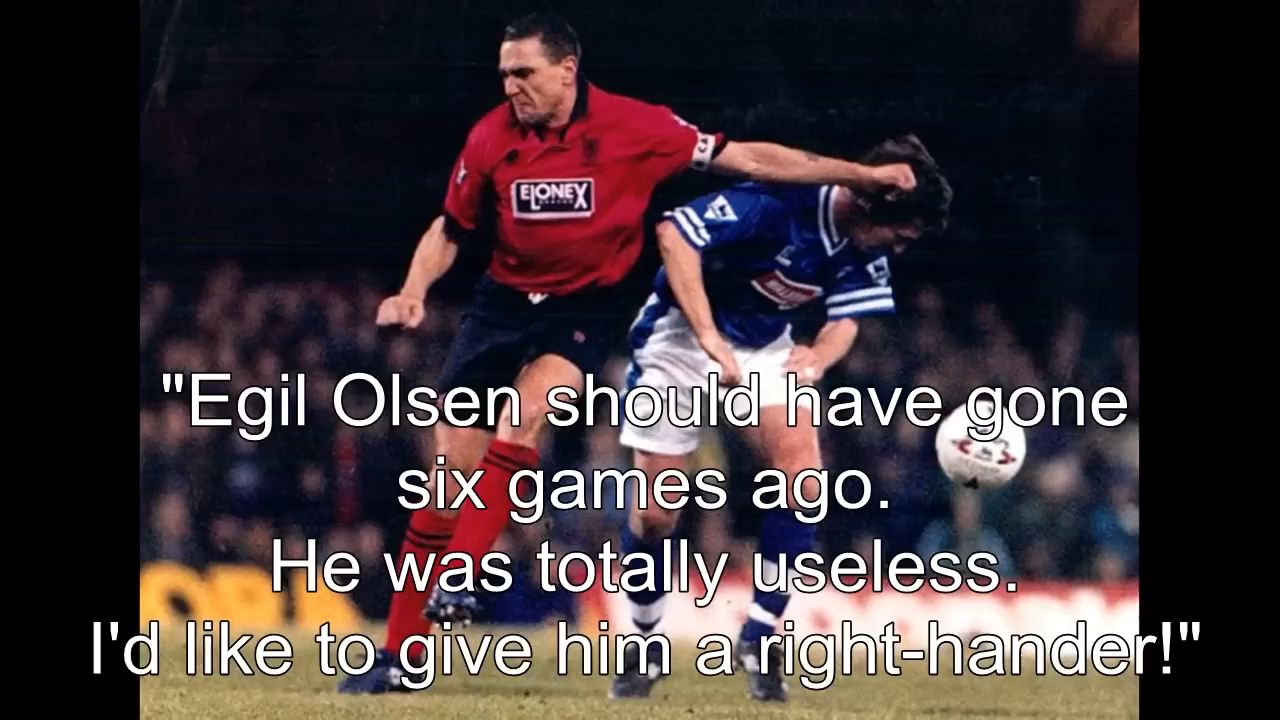 ELONEX
"Egil Olsen should have gone
six games ago.
He was totally useless.
I'd like to give him a right-hander!"